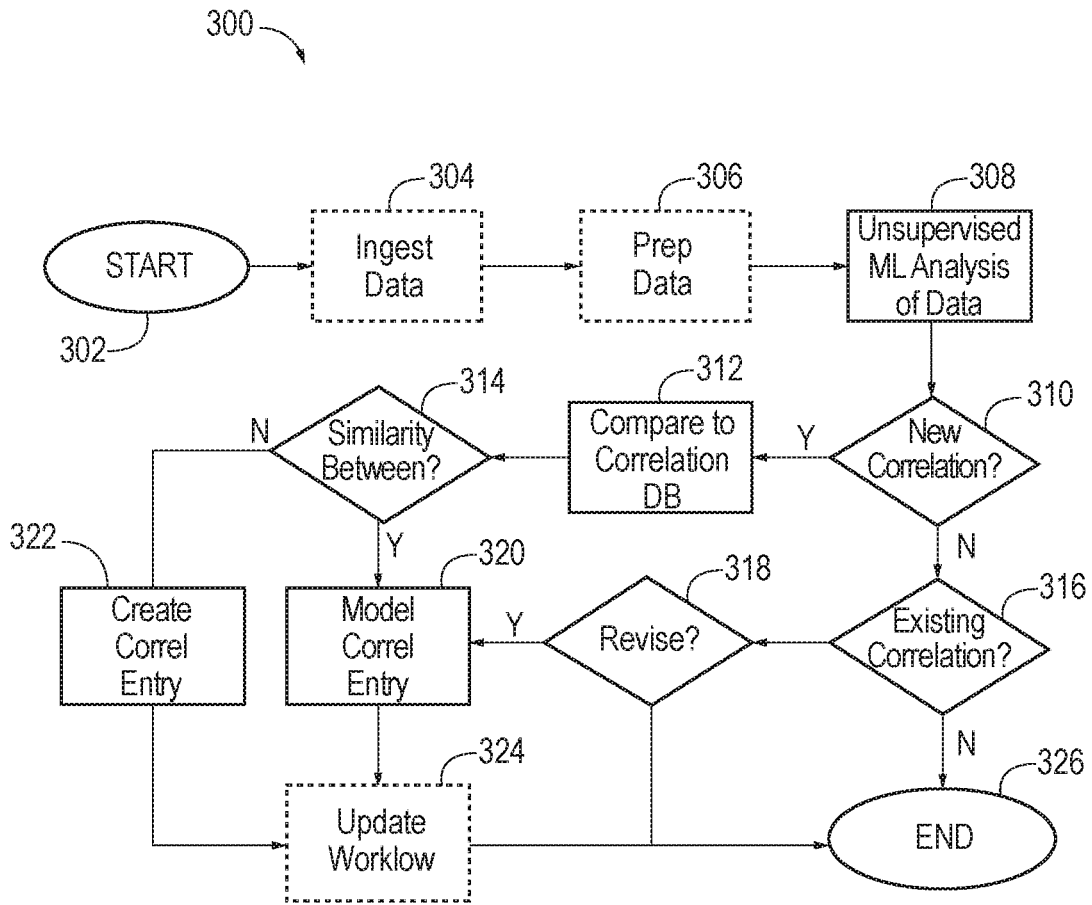 300
304
306
308
START
Ingest
Data
Prep
Data
Unsupervised
ML Analysis
of Data
302
314
312
310
N
Similarity
Between?
Compare to
Correlation
DB
Y
New
Correlation?
Y
N
322
320
318
316
Create
Correl
Entry
Model
Correl
Entry
Y
Revise?
Existing
Correlation?
N
324
326
Update
Worklow
END